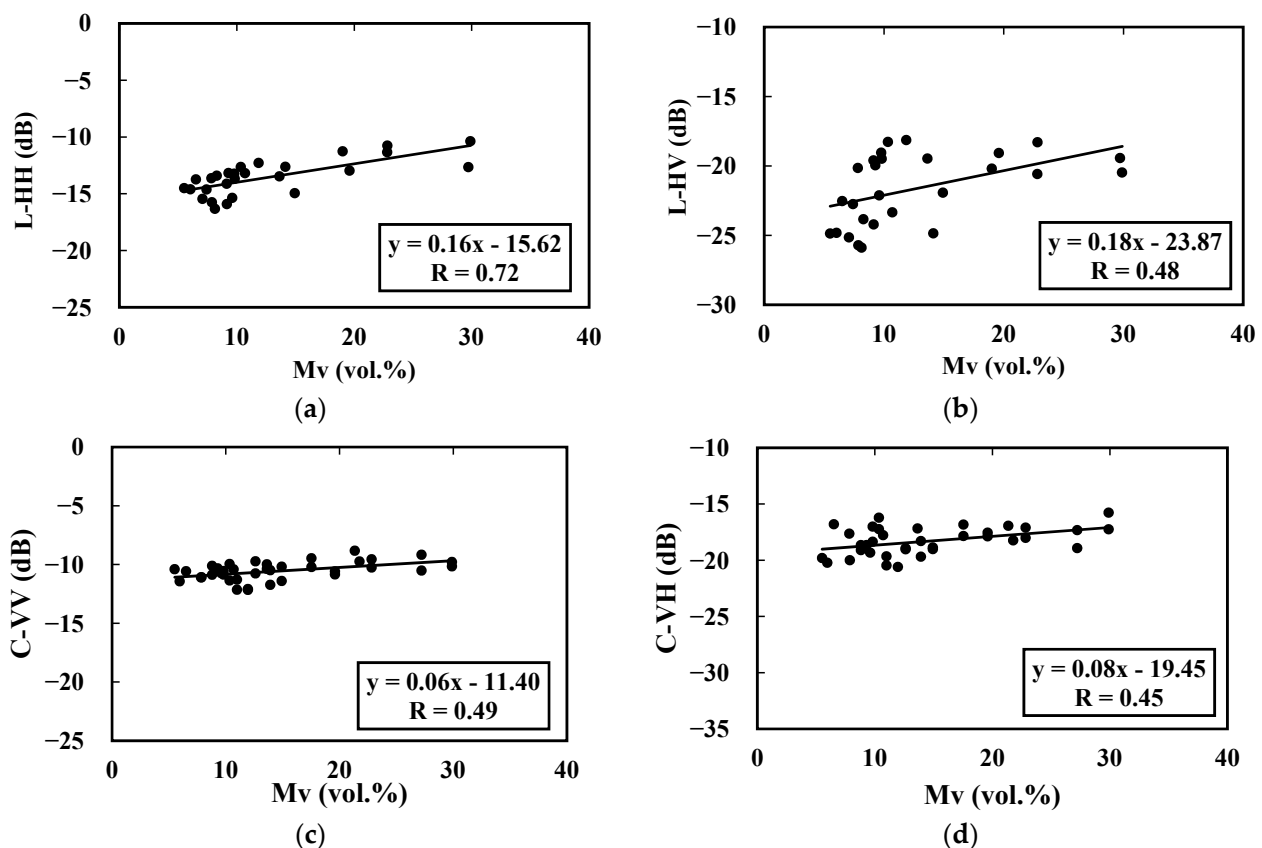 0
−5
−10
−15
−20
−25
L-HH (dB)
y = 0.16x - 15.62
R = 0.72
0 10 20 30 40
Mv (vol.%)
(a)
−10
−15
−20
−25
−30
L-HV (dB)
y = 0.18x - 23.87
R = 0.48
0 10 20 30 40
Mv (vol.%)
(b)
0
−5
−10
−15
−20
−25
C-VV (dB)
y = 0.06x - 11.40
R = 0.49
0 10 20 30 40
Mv (vol.%)
(c)
−10
−15
−20
−25
−30
−35
C-VH (dB)
y = 0.08x - 19.45
R = 0.45
0 10 20 30 40
Mv (vol.%)
(d)